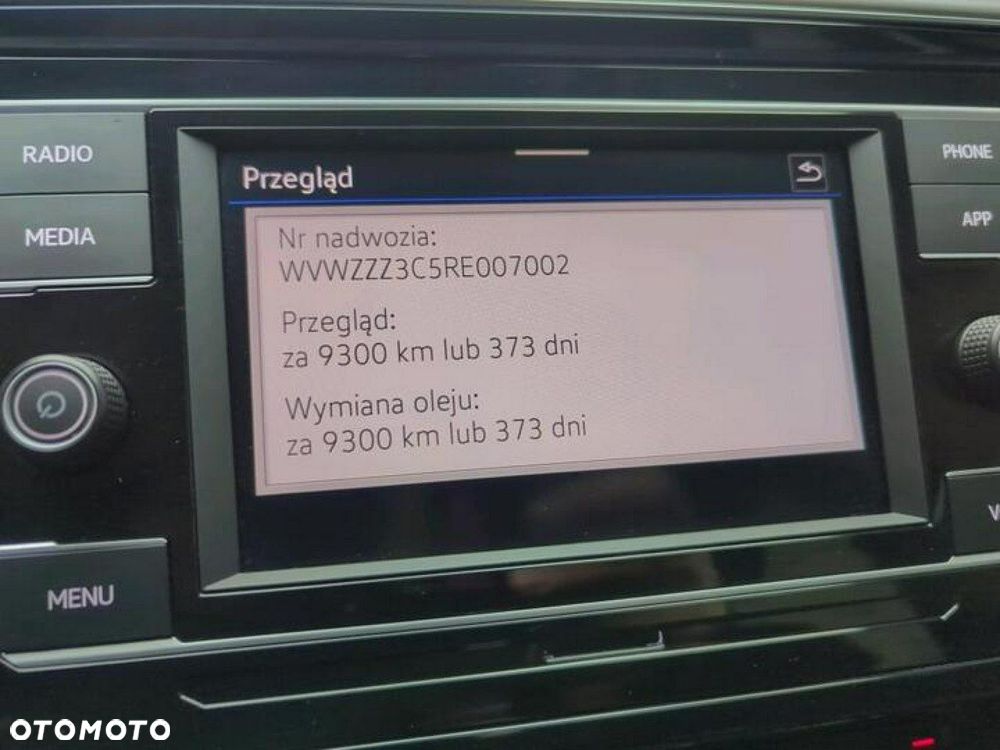 RADIO
MEDIA
MENU
Przegląd
Nr nadwozia:
WVWZZZ3C5RE007002
Przegląd:
za 9300 km lub 373 dni
Wymiana oleju:
za 9300 km lub 373 dni
PHONE
APP
OTOMOTO